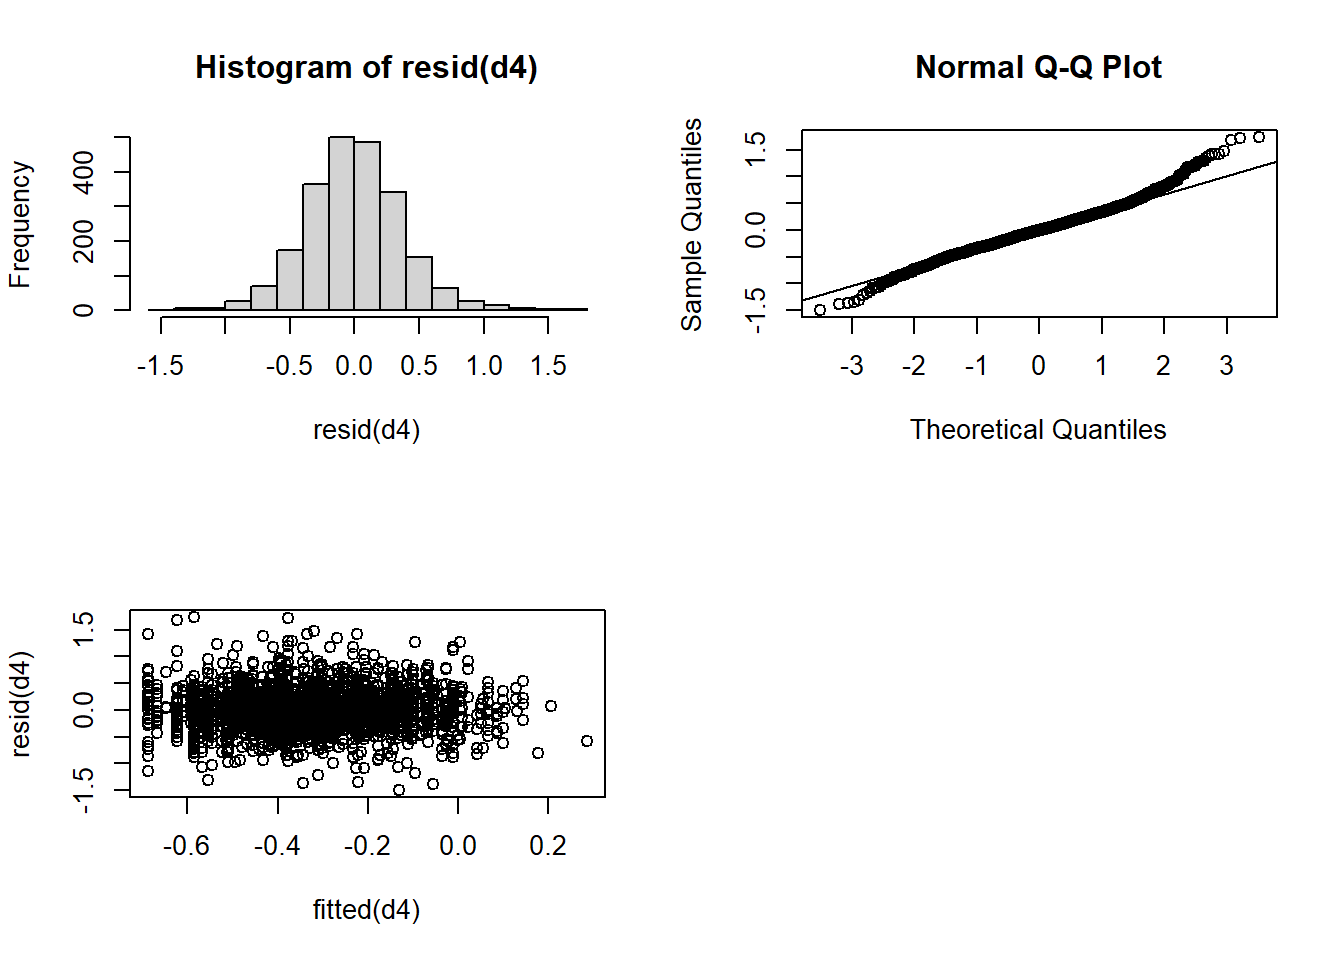 Histogram of resid(d4)
Frequency
0 200 400
-1.5 -0.5 0.0 0.5 1.0 1.5
resid(d4)
Normal Q-Q Plot
Sample Quantiles
-1.5 0.0 1.5
-3 -2 -1 0 1 2 3
Theoretical Quantiles
resid(d4)
-1.5 0.0 1.5
-0.6 -0.4 -0.2 0.0 0.2
fitted(d4)